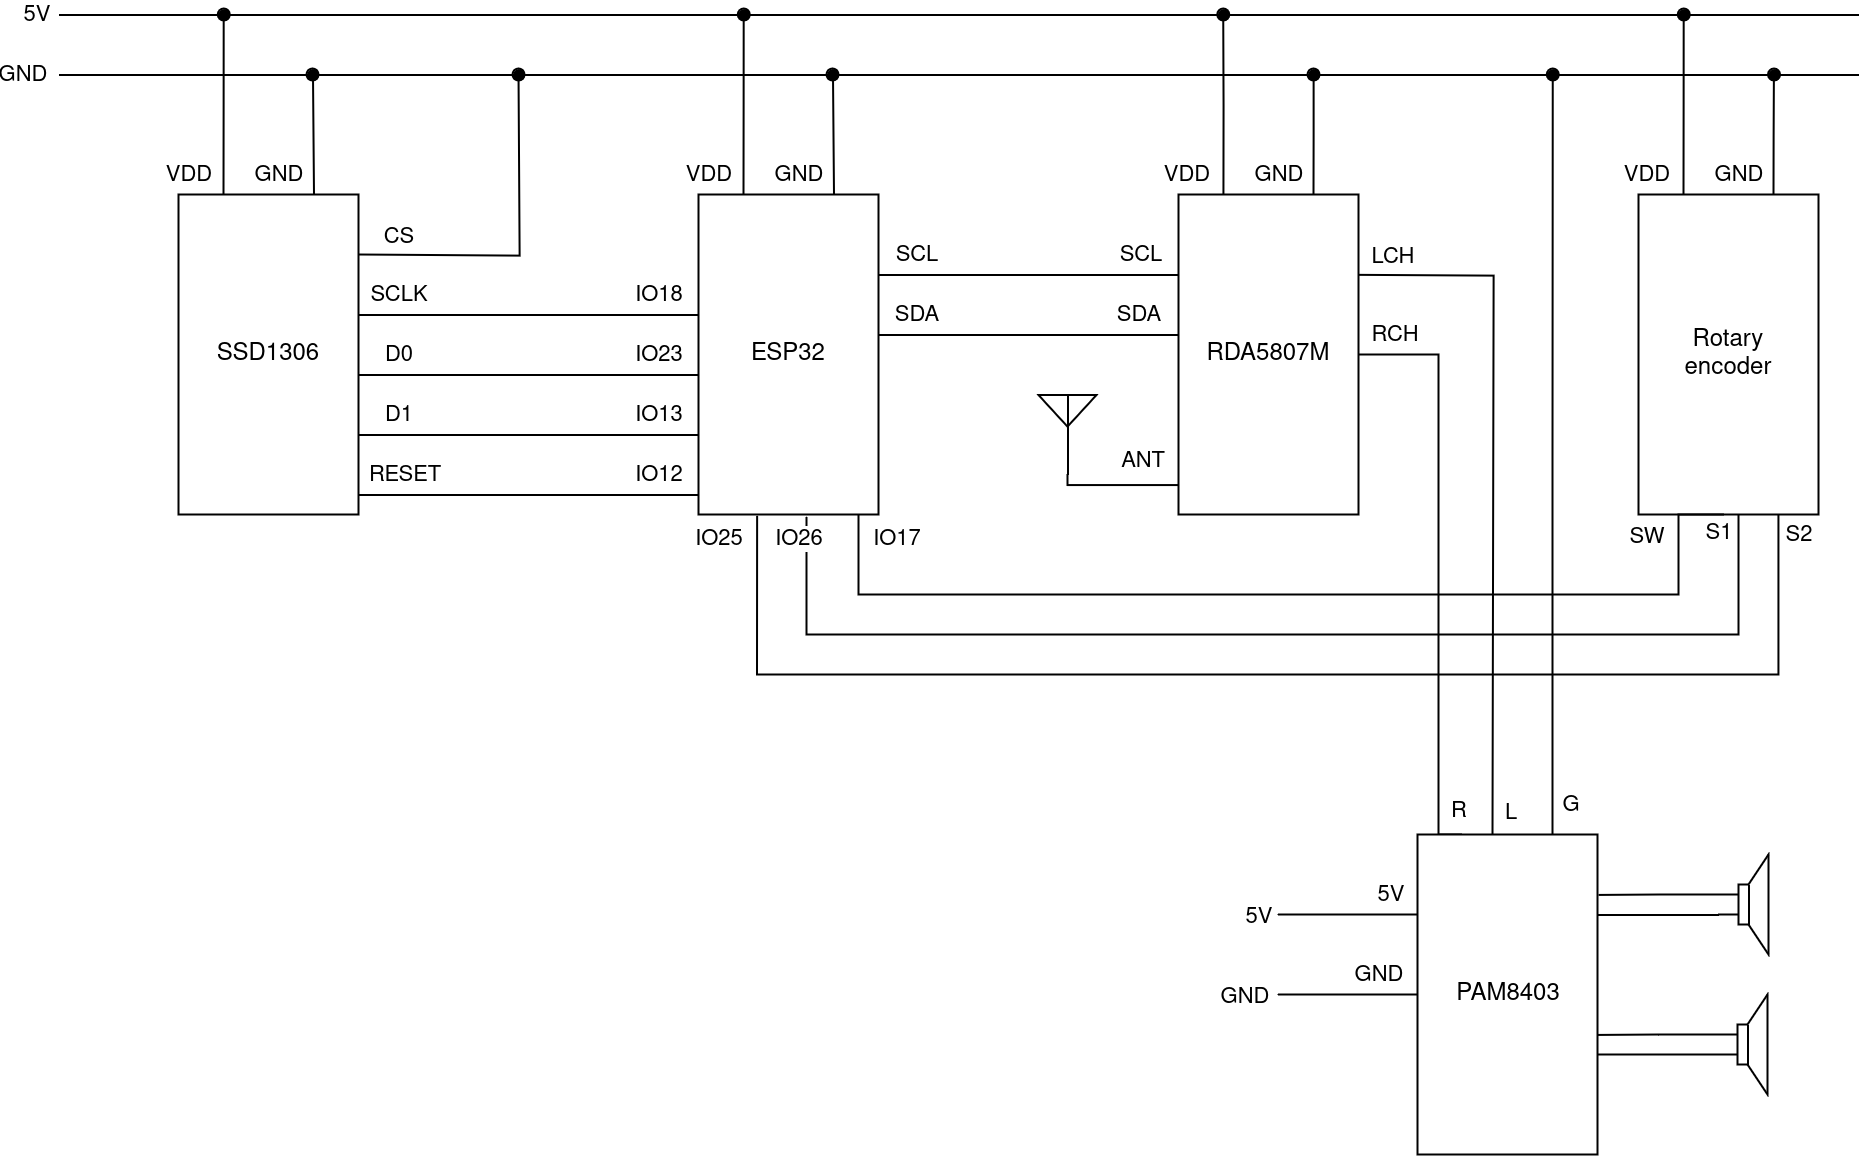 5V
GND
VDD
GND
VDD
GND
VDD
GND
VDD
GND
CS
SCLK
D0
D1
RESET
SSD1306
IO18
IO23
IO13
IO12
ESP32
SCL
SDA
SCL
SDA
ANT
RDA5807M
LCH
RCH
Rotary
encoder
IO25
IO26
IO17
SW
S1
S2
R
L
G
5V
5V
GND
GND
PAM8403